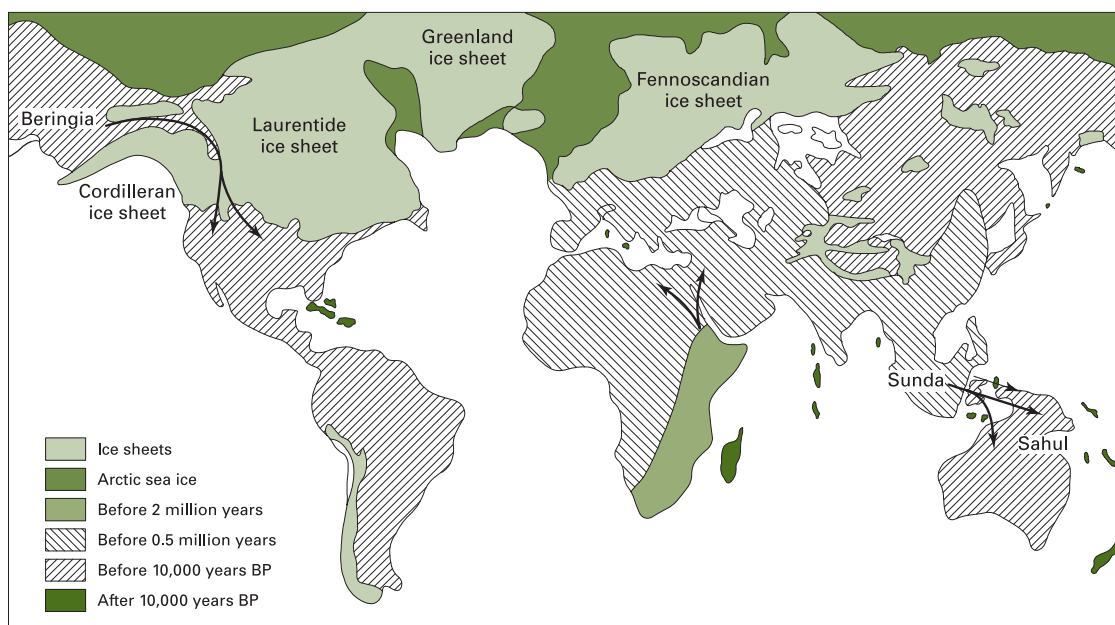 Greenland
ice sheet
Fennoscandian
ice sheet
Beringia
Laurentide
ice sheet
Cordilleran
ice sheet
Sunda
Sahul
Ice sheets
Arctic sea ice
Before 2 million years
Before 0.5 million years
Before 10,000 years BP
After 10,000 years BP